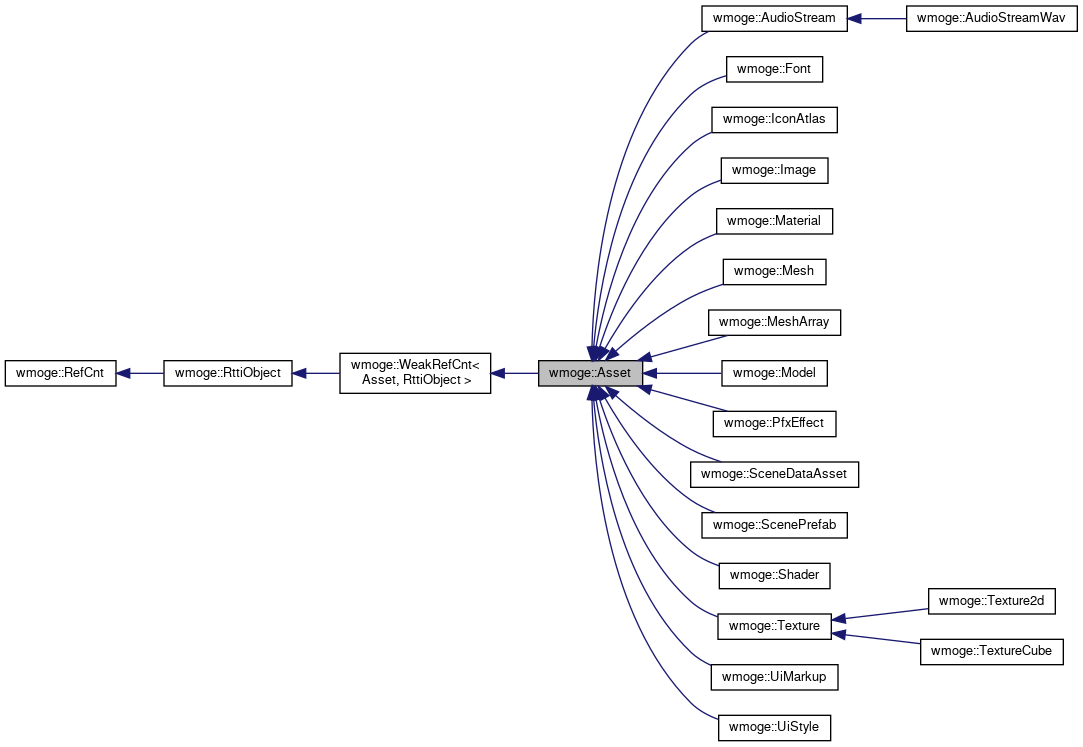 wmoge::AudioStream
wmoge::AudioStreamWav
wmoge::Font
wmoge::IconAtlas
wmoge::Image
wmoge::Material
wmoge::Mesh
wmoge::MeshArray
wmoge::RefCnt
wmoge::RttiObject
wmoge::WeakRefCnt<
Asset, RttiObject >
wmoge::Asset
wmoge::Model
wmoge::PfxEffect
wmoge::SceneDataAsset
wmoge::ScenePrefab
wmoge::Shader
wmoge::Texture
wmoge::Texture2d
wmoge::TextureCube
wmoge::UiMarkup
wmoge::UiStyle